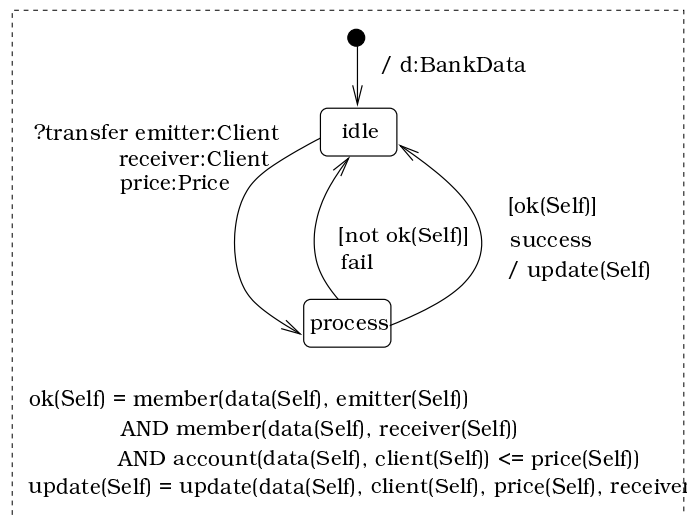 / d:BankData
?transfer emitter:Client
receiver:Client
price:Price
idle
[not ok(Self)]
fail
[ok(Self)]
success
/ update(Self)
process
ok(Self) = member(data(Self), emitter(Self))
AND member(data(Self), receiver(Self))
AND account(data(Self), client(Self)) <= price(Self))
update(Self) = update(data(Self), client(Self), price(Self), receiver